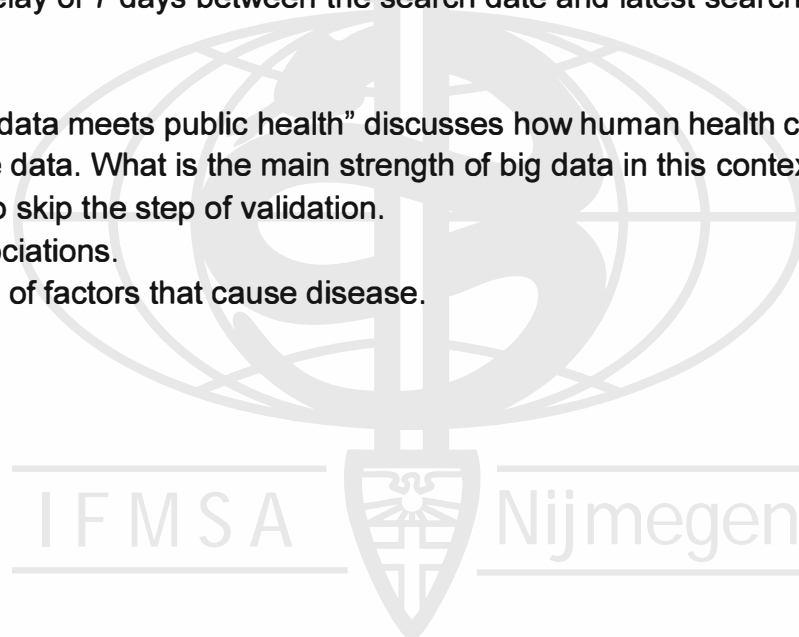 elay of 7 days between the search date and latest search
data meets public health” discusses how human health c
e data. What is the main strength of big data in this contex
o skip the step of validation.
ociations.
of factors that cause disease.
IFMSA Nijmegen